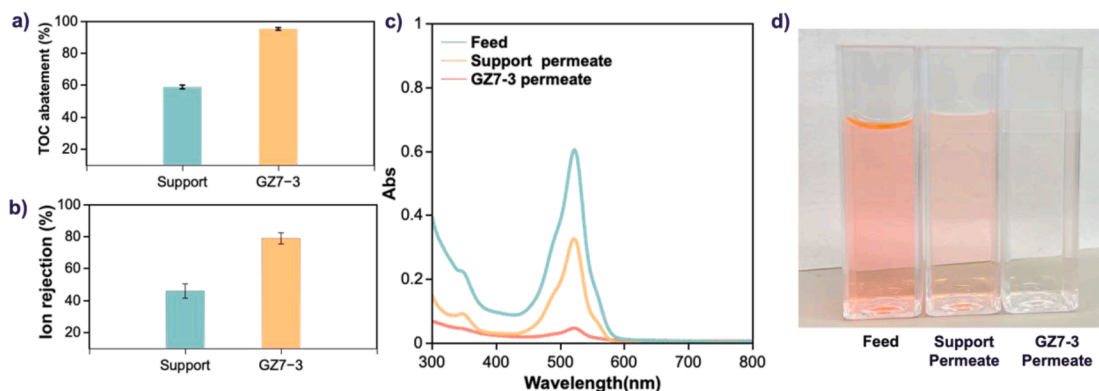 a)
TOC abatement (%)
100
80
60
40
20
Support
GZ7-3
b)
Ion rejection (%)
100
80
60
40
20
Support
GZ7-3
c)
Abs
1
0.8
0.6
0.4
0.2
0
Feed
Support permeate
GZ7-3 permeate
300
400
500
600
700
800
Wavelength(nm)
d)
Feed
Support
Permeate
GZ7-3
Permeate